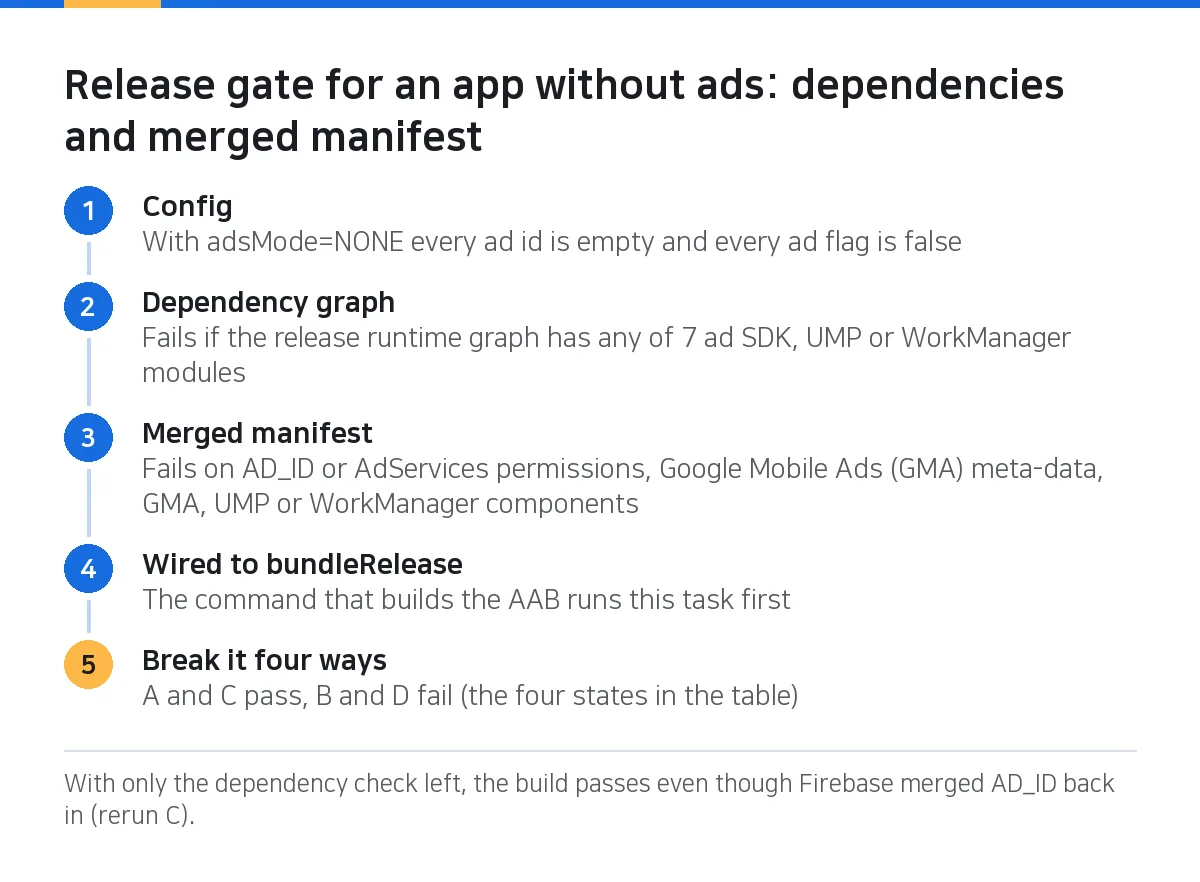 Release gate for an app without ads: dependencies
and merged manifest
1
Config
With adsMode=NONE every ad id is empty and every ad flag is false
2
Dependency graph
Fails if the release runtime graph has any of 7 ad SDK, UMP or WorkManager
modules
3
Merged manifest
Fails on AD_ID or AdServices permissions, Google Mobile Ads (GMA) meta-data,
GMA, UMP or WorkManager components
4
Wired to bundleRelease
The command that builds the AAB runs this task first
5
Break it four ways
A and C pass, B and D fail (the four states in the table)
With only the dependency check left, the build passes even though Firebase merged AD_ID back
in (rerun C).